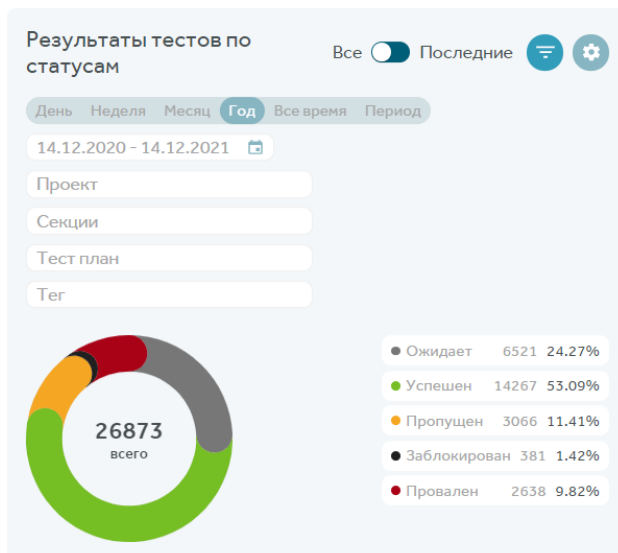 Результаты тестов по
статусам
Все Последние
День Неделя Месяц Год Все время Период
14.12.2020 - 14.12.2021
Проект
Секции
Тест план
Тег
26873
всего
Ожидает 6521 24.27%
Успешен 14267 53.09%
Пропущен 3066 11.41%
Заблокирован 381 1.42%
Провален 2638 9.82%